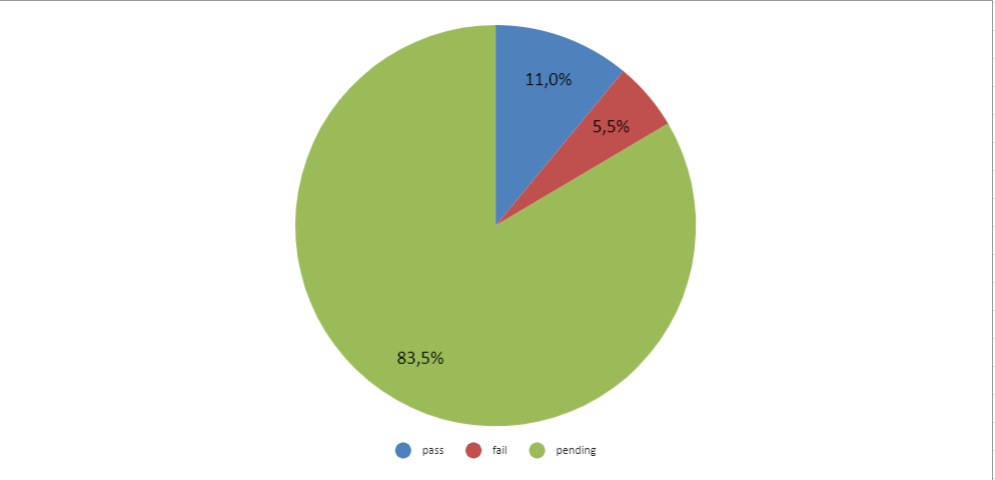 11,0%
5,5%
83,5%
pass fail pending